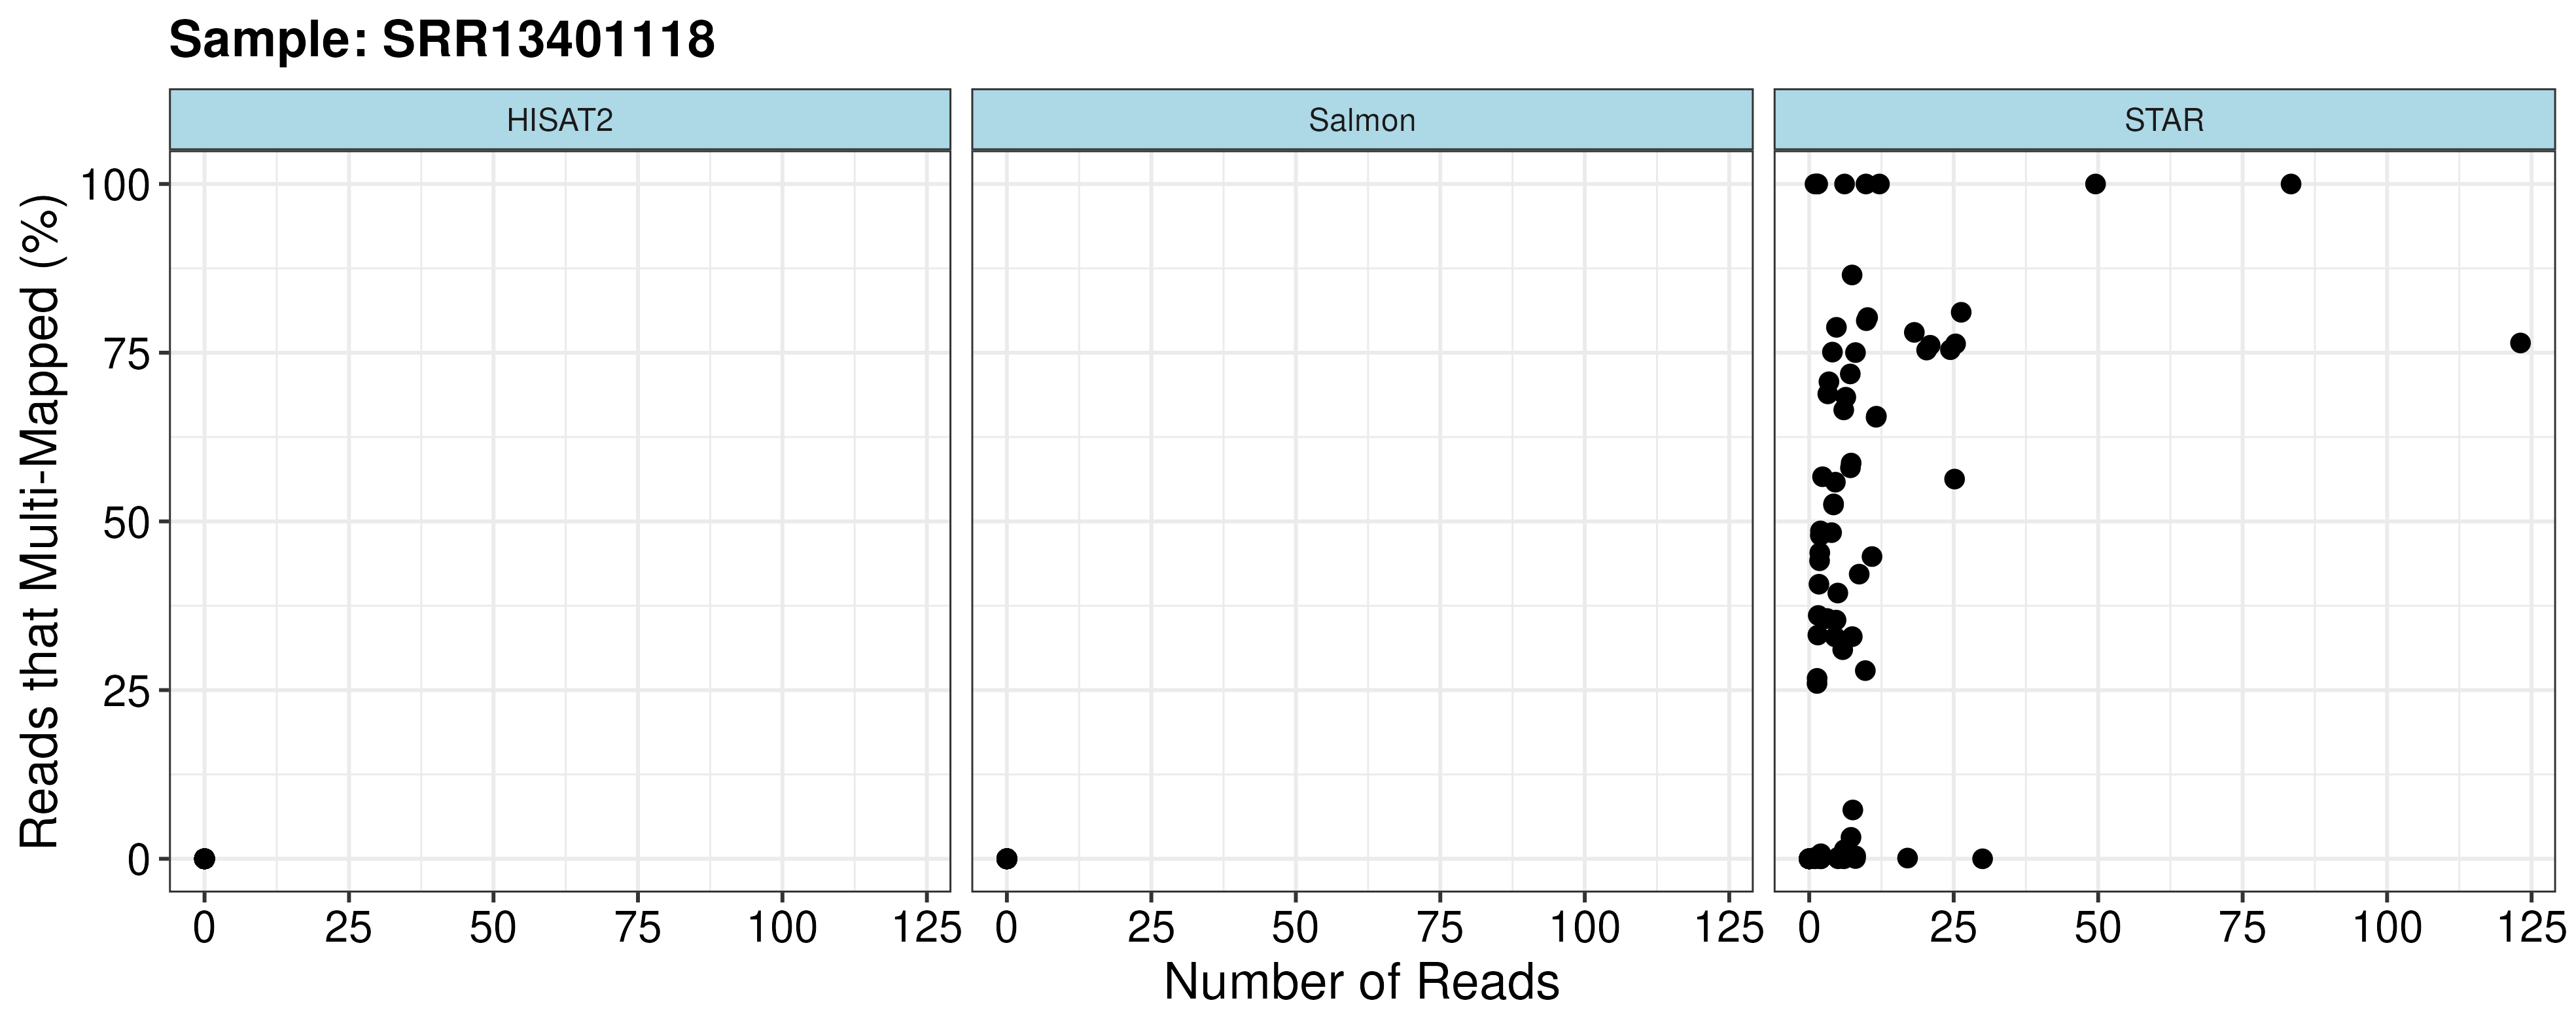 Sample: SRR13401118
HISAT2 Salmon STAR
Reads that Multi-Mapped (%)
100
75
50
25
0
0 25 50 75 100 125 0 25 50 75 100 125 0 25 50 75 100 125
Number of Reads